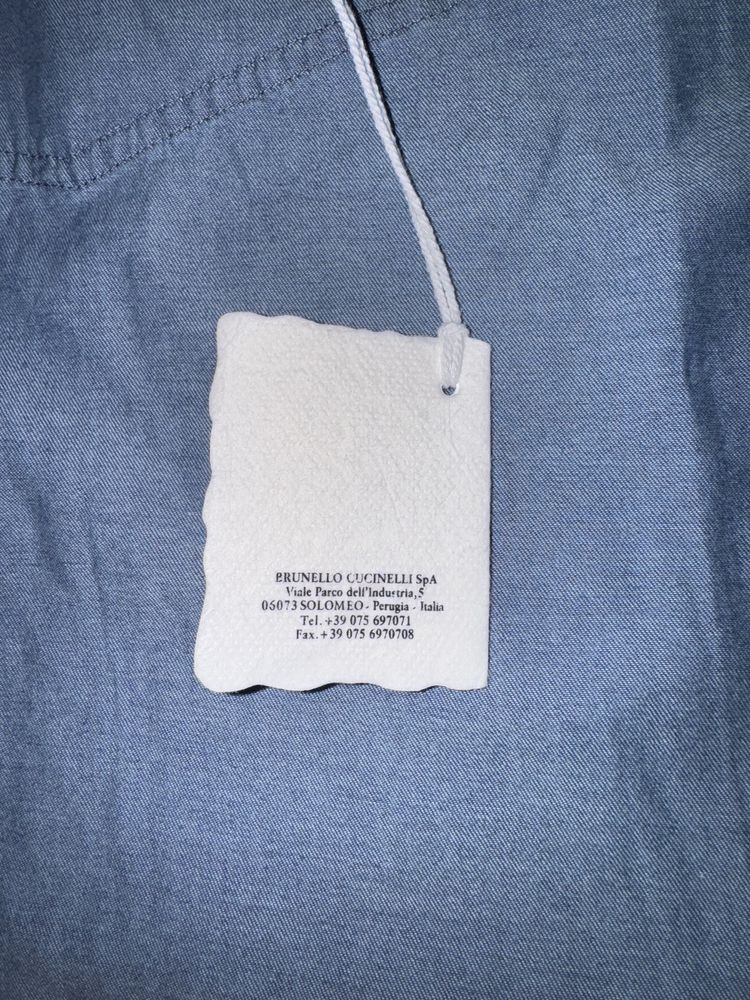 BRUNELLO CUCINELLI SpA
Viale Parco dell'Industria,5
06073 SOLOMEO - Perugia - Italia
Tel. +39 075 697071
Fax. +39 075 6970708